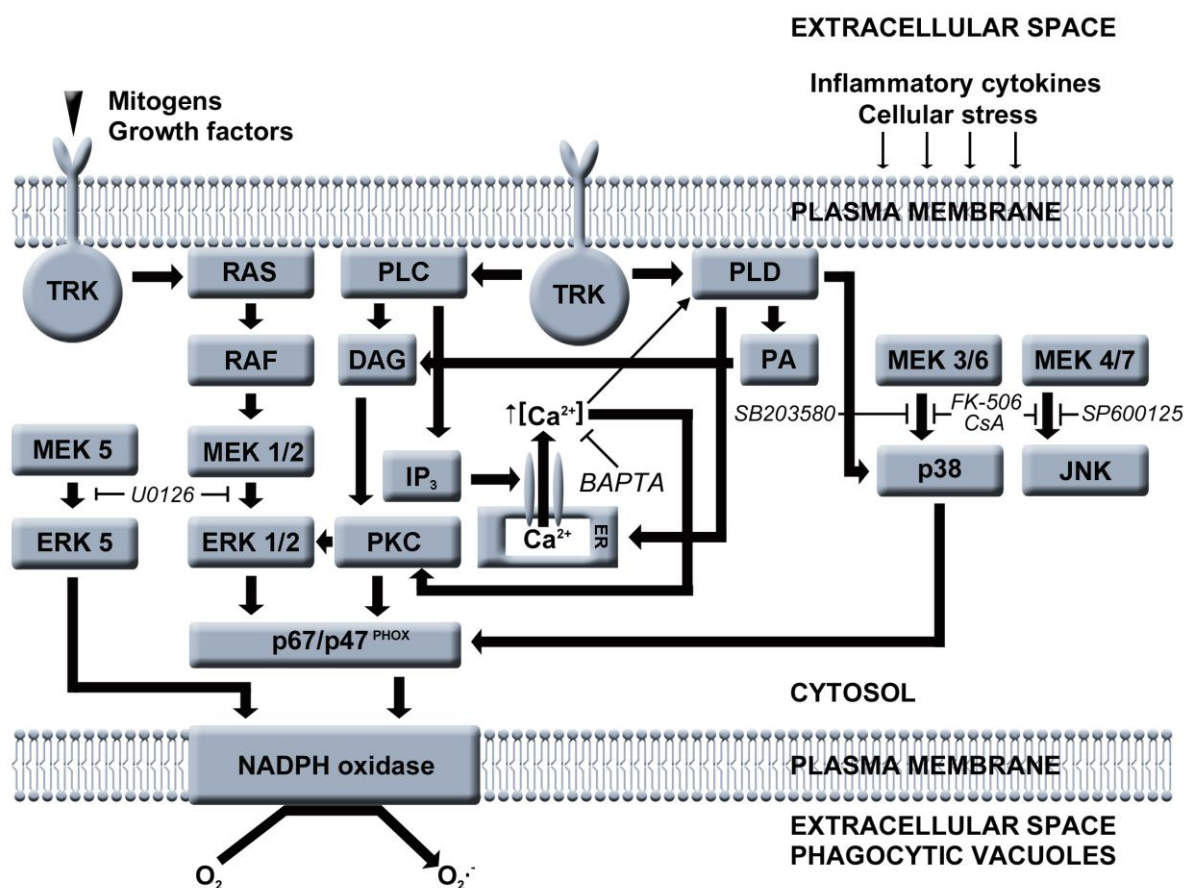 EXTRACELLULAR SPACE
Inflammatory cytokines
Cellular stress
Mitogens
Growth factors
PLASMA MEMBRANE
TRK
RAS
PLC
TRK
PLD
RAF
DAG
PA
MEK 3/6
MEK 4/7
↑[Ca²⁺]
SB203580
FK-506
CsA
SP600125
MEK 5
MEK 1/2
IP₃
BAPTA
p38
JNK
U0126
ERK 5
ERK 1/2
PKC
Ca²⁺
ER
p67/p47 PHOX
CYTOSOL
NADPH oxidase
PLASMA MEMBRANE
EXTRACELLULAR SPACE
PHAGOCYTIC VACUOLES
O₂
O₂·⁻